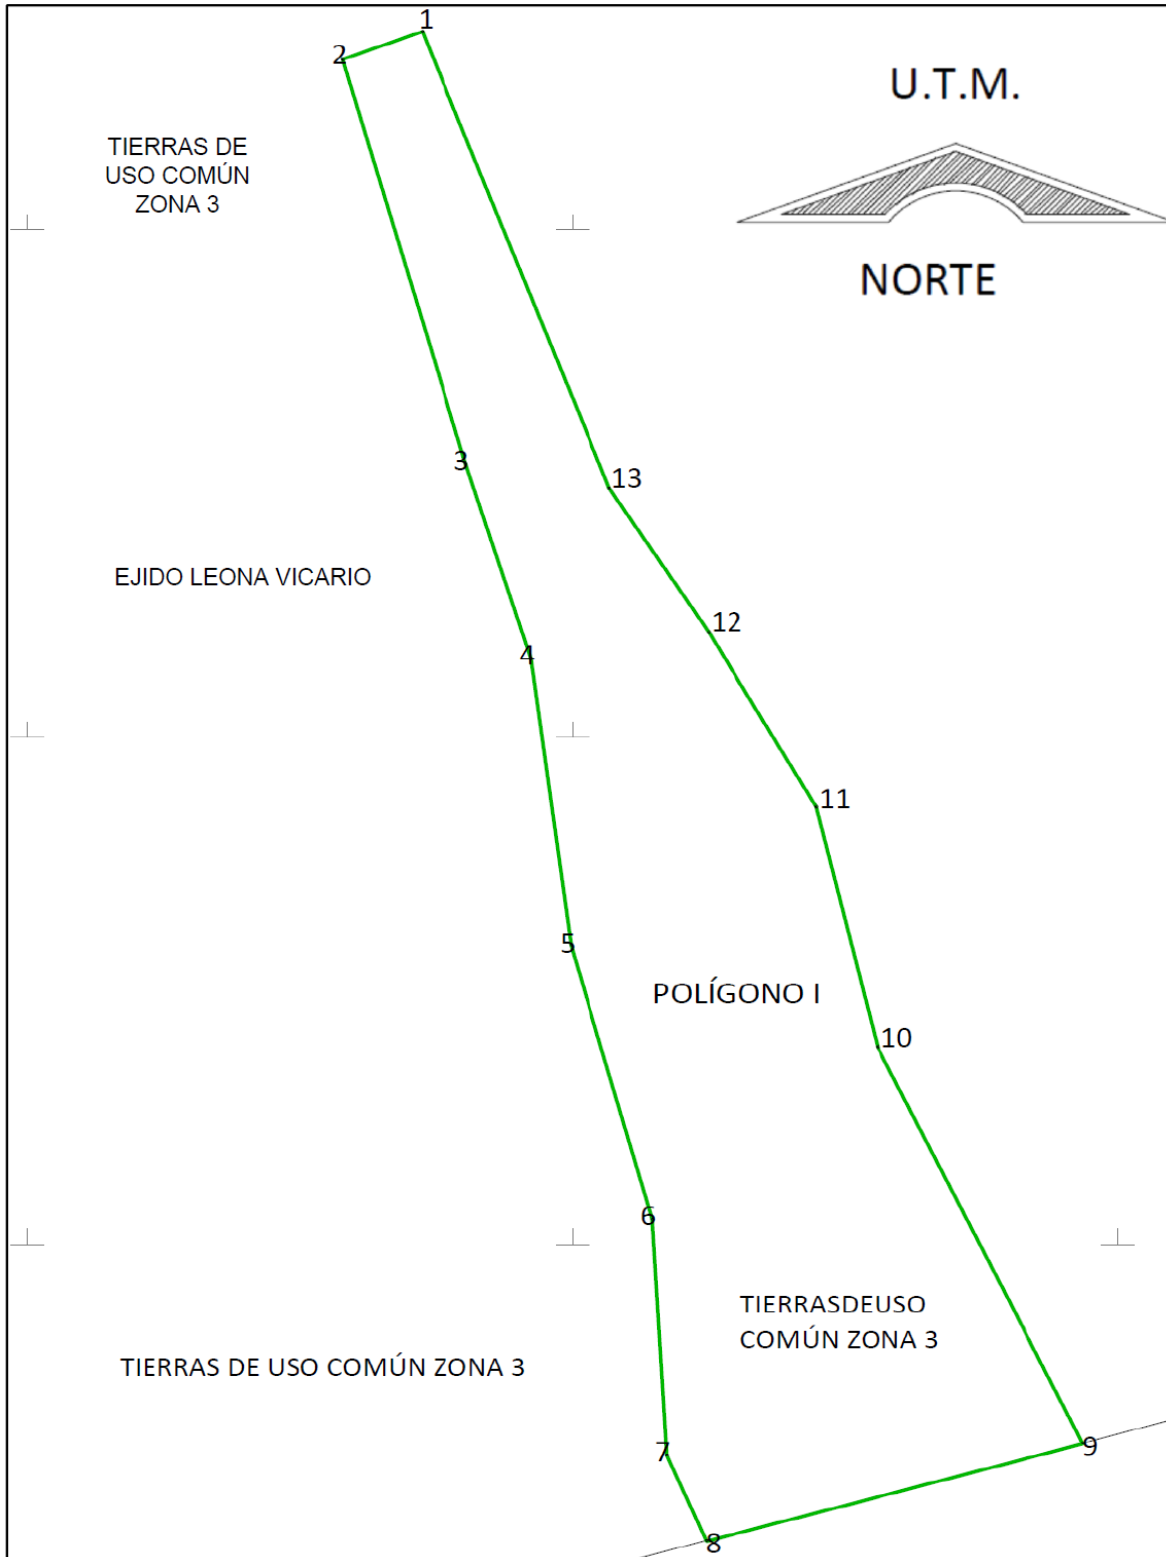 1
2
U.T.M.
TIERRAS DE
USO COMÚN
ZONA 3
NORTE
3
13
EJIDO LEONA VICARIO
12
4
11
5
POLÍGONO I
10
6
TIERRASDEUSO
COMÚN ZONA 3
TIERRAS DE USO COMÚN ZONA 3
7
9
8